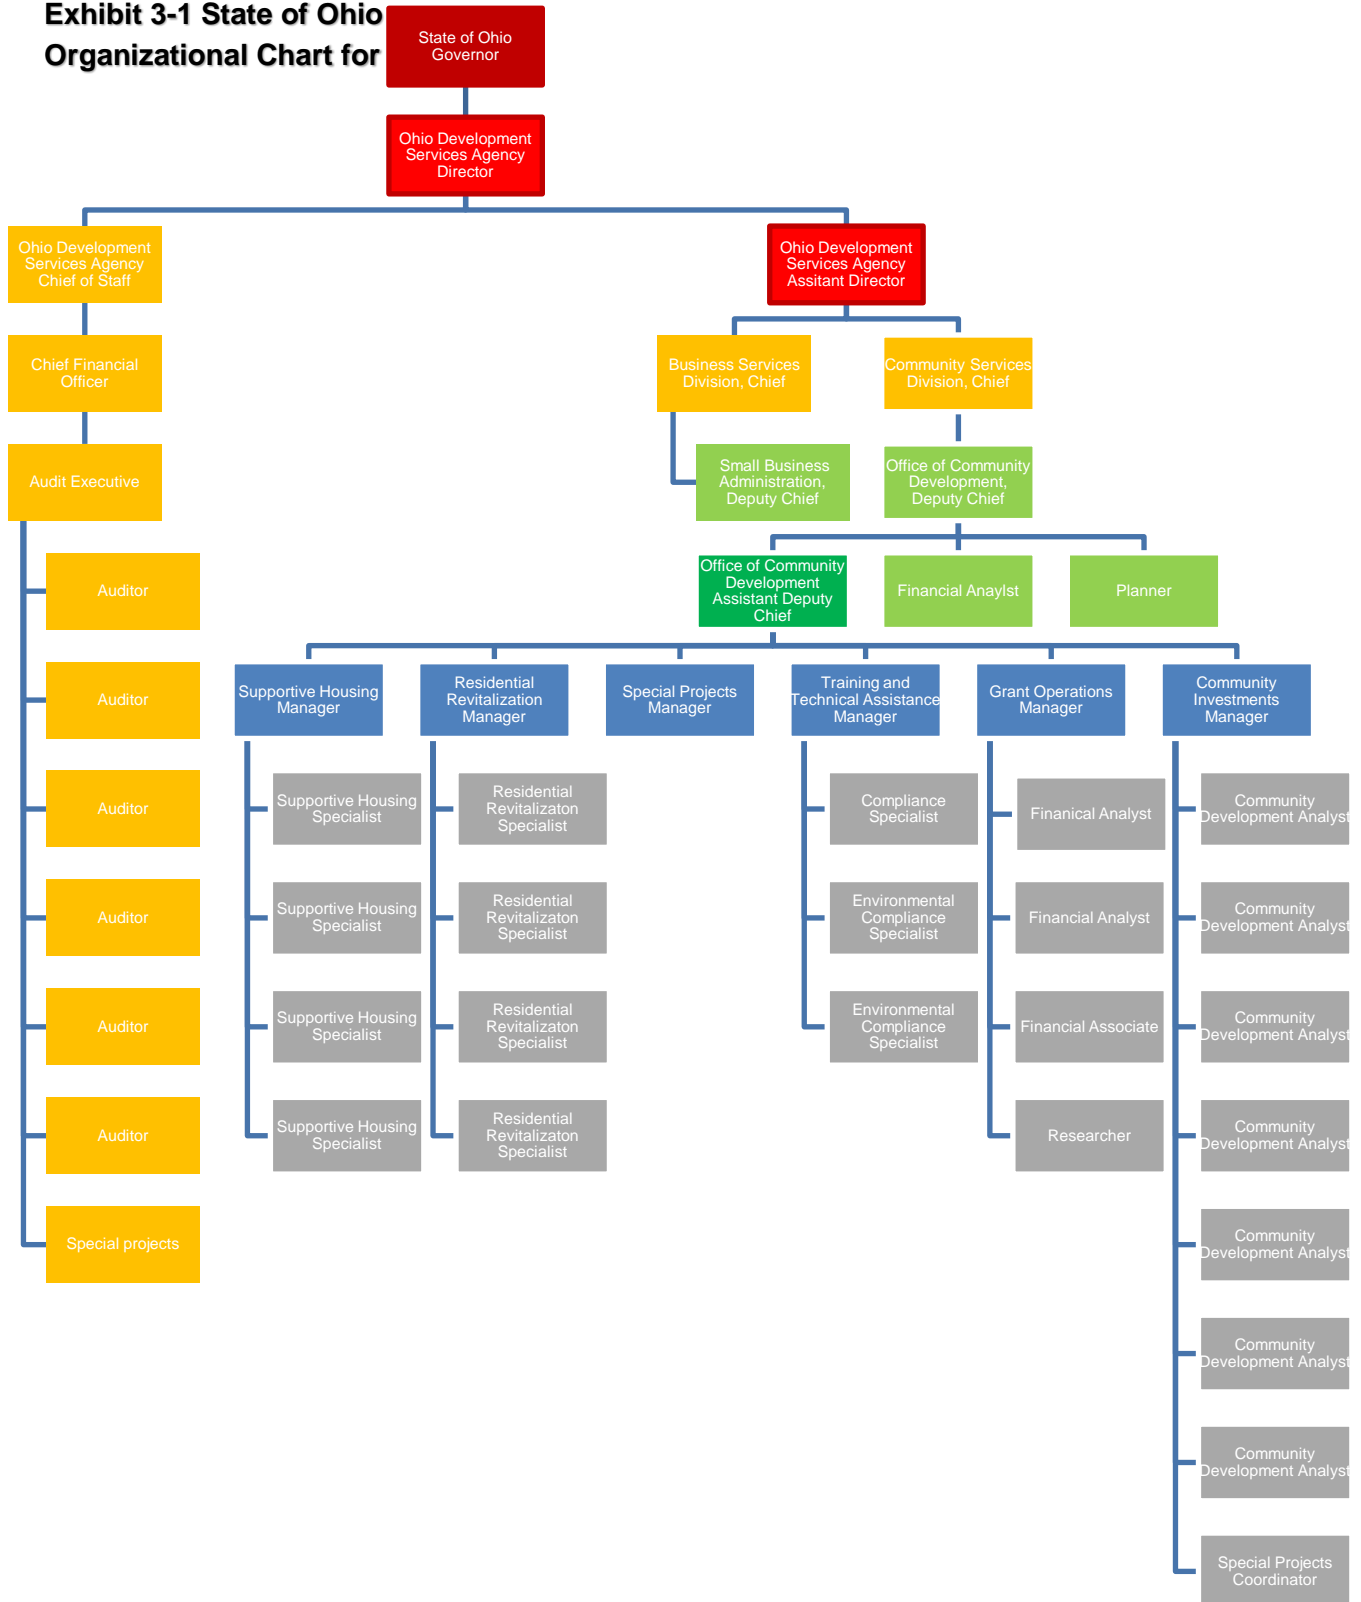 Exhibit 3-1 State of Ohio
Organizational Chart for
State of Ohio
Governor
Ohio Development
Services Agency
Director
Ohio Development
Services Agency
Chief of Staff
Ohio Development
Services Agency
Assitant Director
Chief Financial
Officer
Business Services
Division, Chief
Community Services
Division, Chief
Audit Executive
Small Business
Administration,
Deputy Chief
Office of Community
Development,
Deputy Chief
Auditor
Office of Community
Development
Assistant Deputy
Chief
Financial Anaylst
Planner
Auditor
Supportive Housing
Manager
Residential
Revitalization
Manager
Special Projects
Manager
Training and
Technical Assistance
Manager
Grant Operations
Manager
Community
Investments
Manager
Auditor
Supportive Housing
Specialist
Residential
Revitalizaton
Specialist
Compliance
Specialist
Finanical Analyst
Community
Development Analyst
Auditor
Supportive Housing
Specialist
Residential
Revitalizaton
Specialist
Environmental
Compliance
Specialist
Financial Analyst
Community
Development Analyst
Auditor
Supportive Housing
Specialist
Residential
Revitalizaton
Specialist
Environmental
Compliance
Specialist
Financial Associate
Community
Development Analyst
Auditor
Supportive Housing
Specialist
Residential
Revitalizaton
Specialist
Researcher
Community
Development Analyst
Special projects
Community
Development Analyst
Community
Development Analyst
Community
Development Analyst
Special Projects
Coordinator